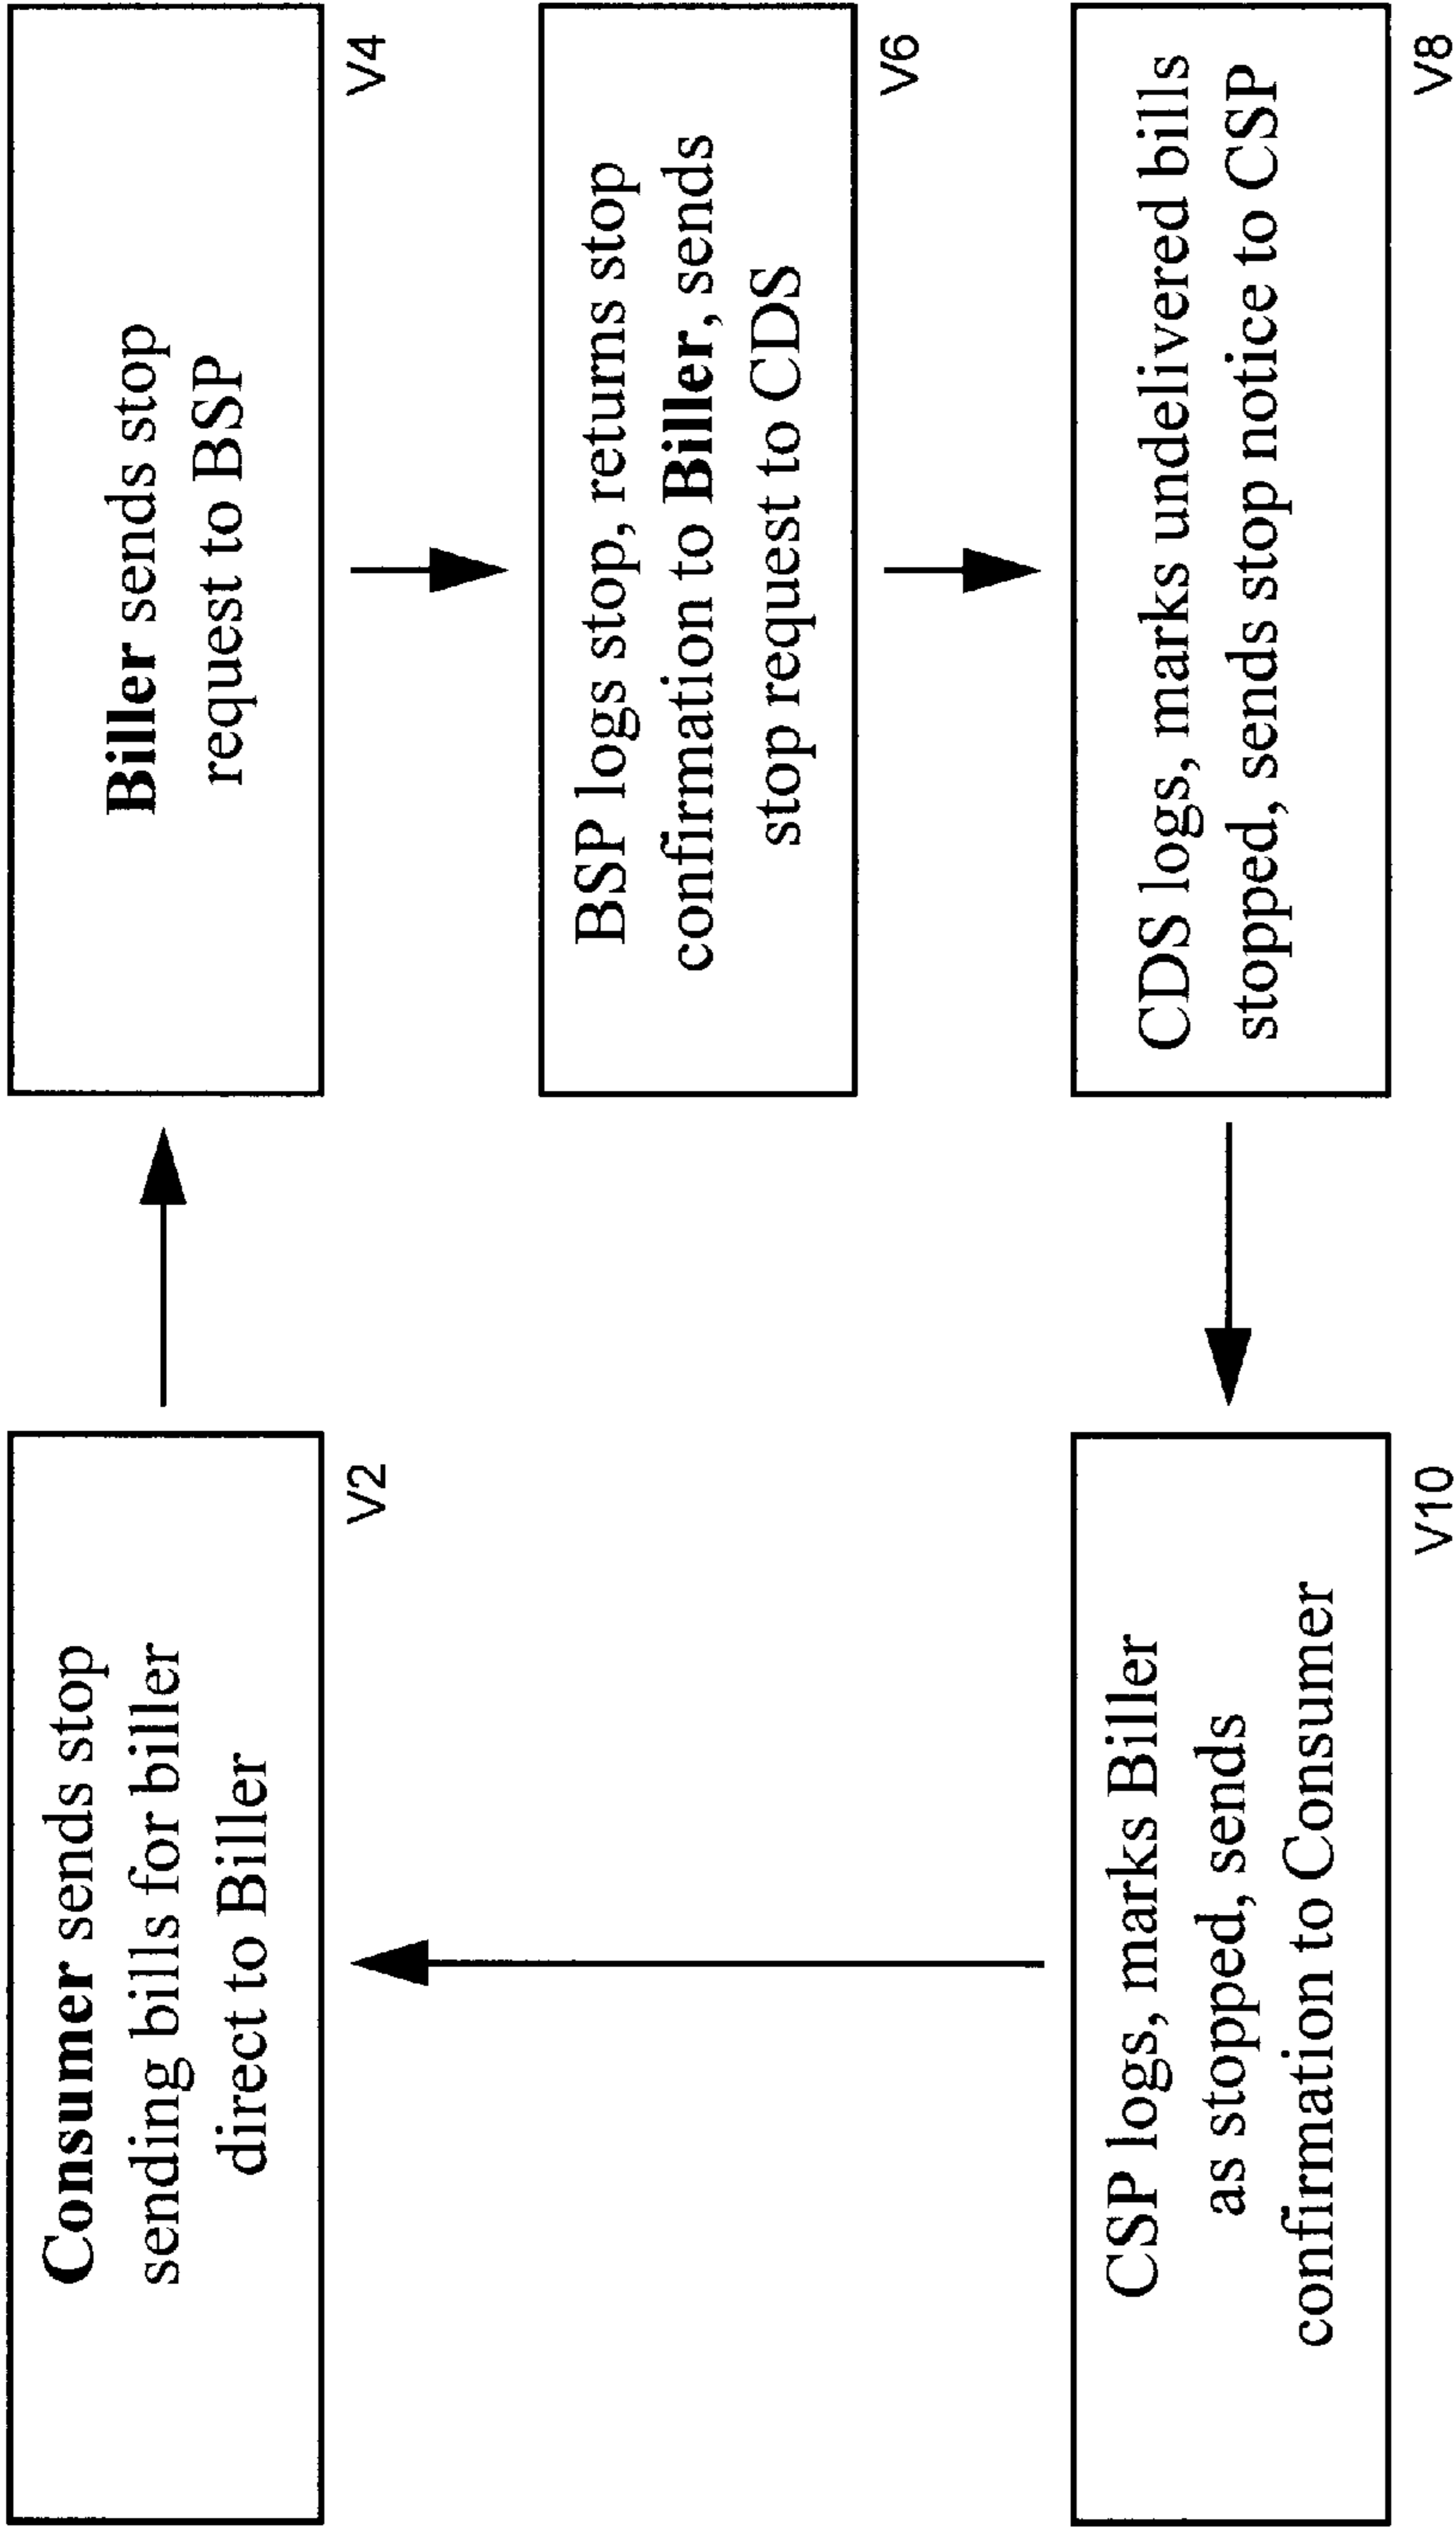 Consumer sends stop
sending bills for biller
direct to Biller
V2
Biller sends stop
request to BSP
V4
BSP logs stop, returns stop
confirmation to Biller, sends
stop request to CDS
V6
CDS logs, marks undelivered bills
stopped, sends stop notice to CSP
V8
CSP logs, marks Biller
as stopped, sends
confirmation to Consumer
V10